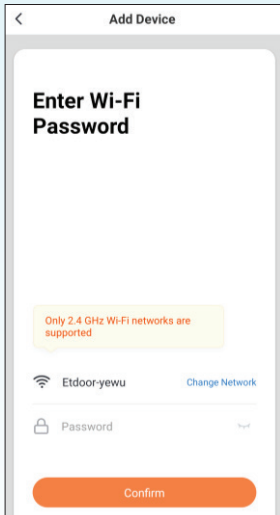 Add Device
Enter Wi-Fi
Password
Only 2.4 GHz Wi-Fi networks are
supported
Etdoor-yewu
Change Network
Password
Confirm